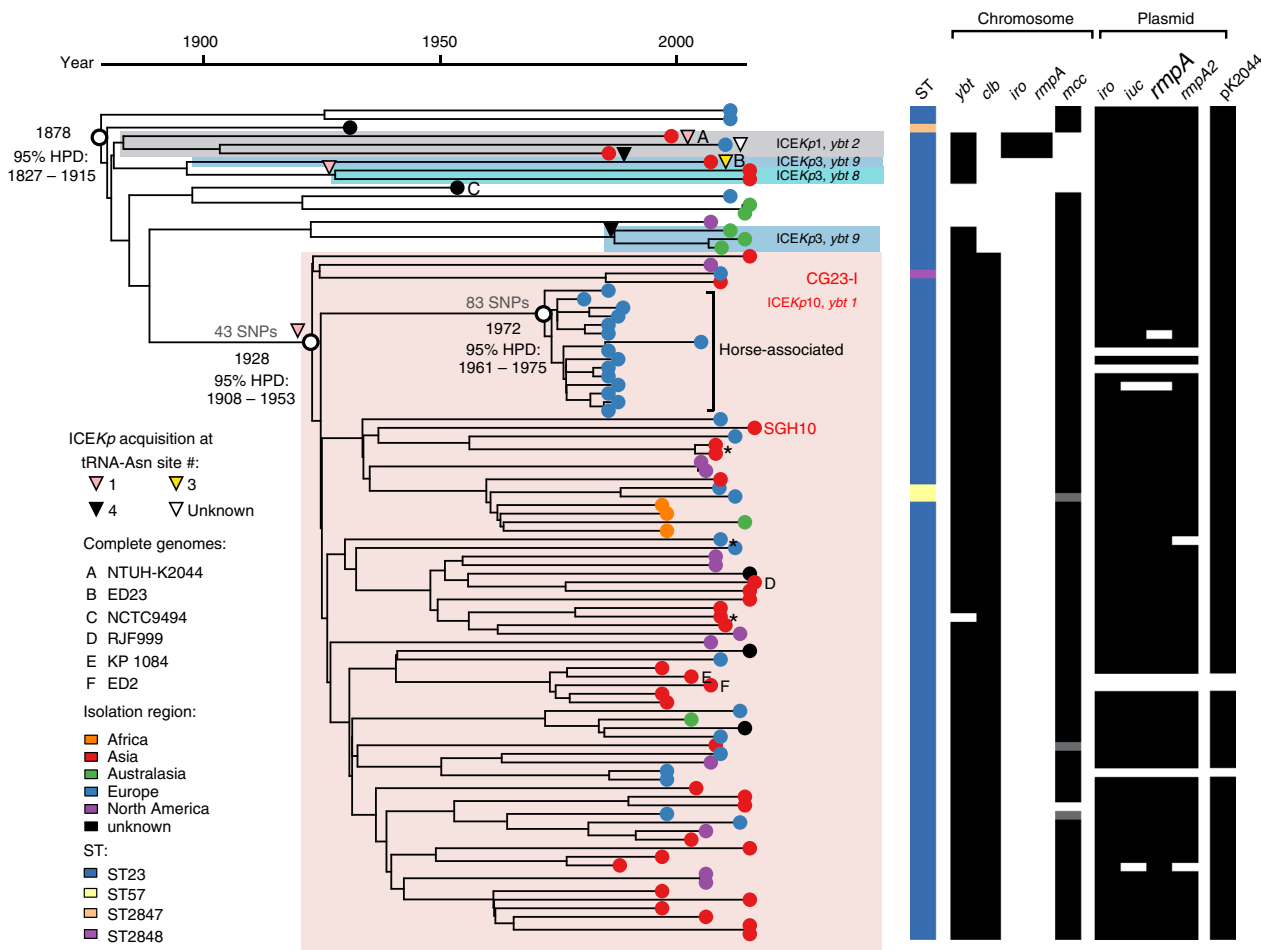 Chromosome Plasmid
1900 1950 2000
Year
ST ybt clb iro rmpA mcc iro iuc rmpA rmpA2 pK2044
1878
95% HPD:
1827 – 1915
A
ICEKp1, ybt 2
B
ICEKp3, ybt 9
ICEKp3, ybt 8
C
ICEKp3, ybt 9
CG23-I
ICEKp10, ybt 1
83 SNPs
1972
95% HPD:
1961 – 1975
Horse-associated
43 SNPs
1928
95% HPD:
1908 – 1953
SGH10
*
*
D
*
E
F
ICEKp acquisition at
tRNA-Asn site #:
1 3
4 Unknown
Complete genomes:
A NTUH-K2044
B ED23
C NCTC9494
D RJF999
E KP 1084
F ED2
Isolation region:
Africa
Asia
Australasia
Europe
North America
unknown
ST:
ST23
ST57
ST2847
ST2848